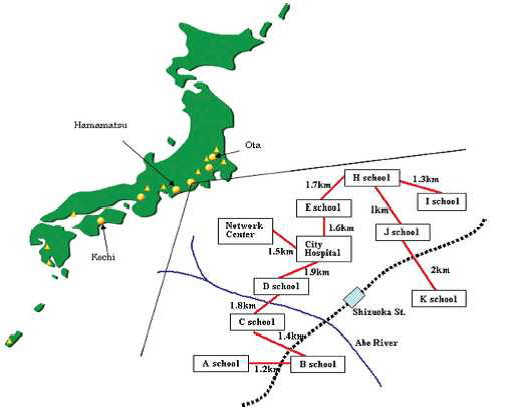 Hamamatsu
Ota
Kochi
H school
1.3km
1.7km
I school
E school
1km
Network
Center
1.6km
J school
City
Hospital
1.5km
1.9km
2km
D school
K school
1.8km
Shizuoka St.
C school
1.4km
Abe River
A school
B school
1.2km